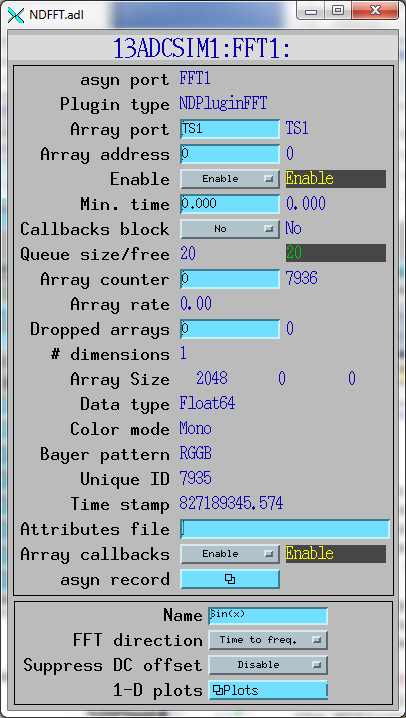 NDFFT.adl
13ADCSIM1:FFT1:
asyn port FFT1
Plugin type NDPluginFFT
Array port TS1 TS1
Array address 0 0
Enable Enable Enable
Min. time 0.000 0.000
Callbacks block No No
Queue size/free 20 20
Array counter 0 7936
Array rate 0.00
Dropped arrays 0 0
# dimensions 1
Array Size 2048 0 0
Data type Float64
Color mode Mono
Bayer pattern RGGB
Unique ID 7935
Time stamp 827189345.574
Attributes file
Array callbacks Enable Enable
asyn record
Name Sin(x)
FFT direction Time to freq.
Suppress DC offset Disable
1-D plots Plots